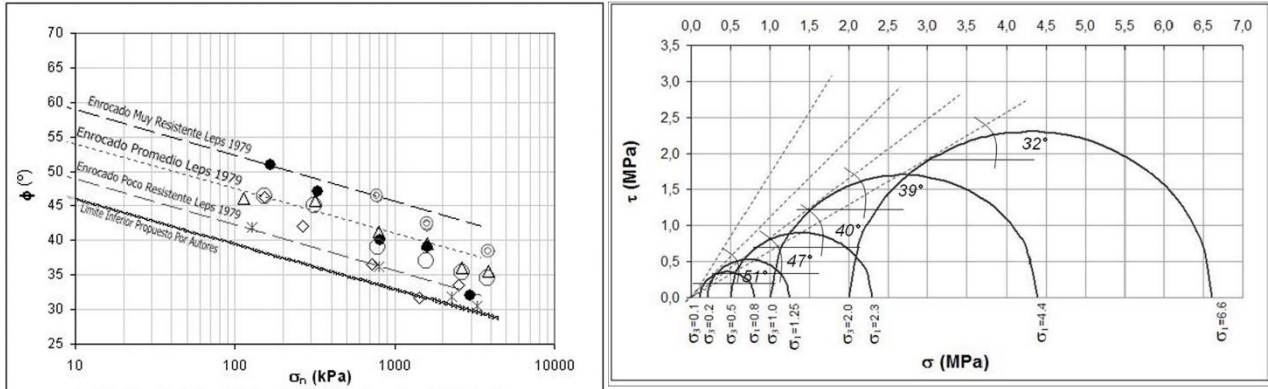 70
65
60
55
50
45
40
35
30
25
ϕ (°)
Enrocado Muy Resistente Leps 1979
Enrocado Promedio Leps 1979
Enrocado Poco Resistente Leps 1979
Limite Inferior Propuesto Por Autores
10 100 1000 10000
σn (kPa)
0,0 0,5 1,0 1,5 2,0 2,5 3,0 3,5 4,0 4,5 5,0 5,5 6,0 6,5 7,0
3,5
3,0
2,5
2,0
1,5
1,0
0,5
0,0
τ (MPa)
32°
39°
40°
47°
51°
σ3=0.1
σ3=0.2
σ3=0.5
σ1=0.8
σ3=1.0
σ1=1.25
σ3=2.0
σ1=2.3
σ1=4.4
σ1=6.6
σ (MPa)